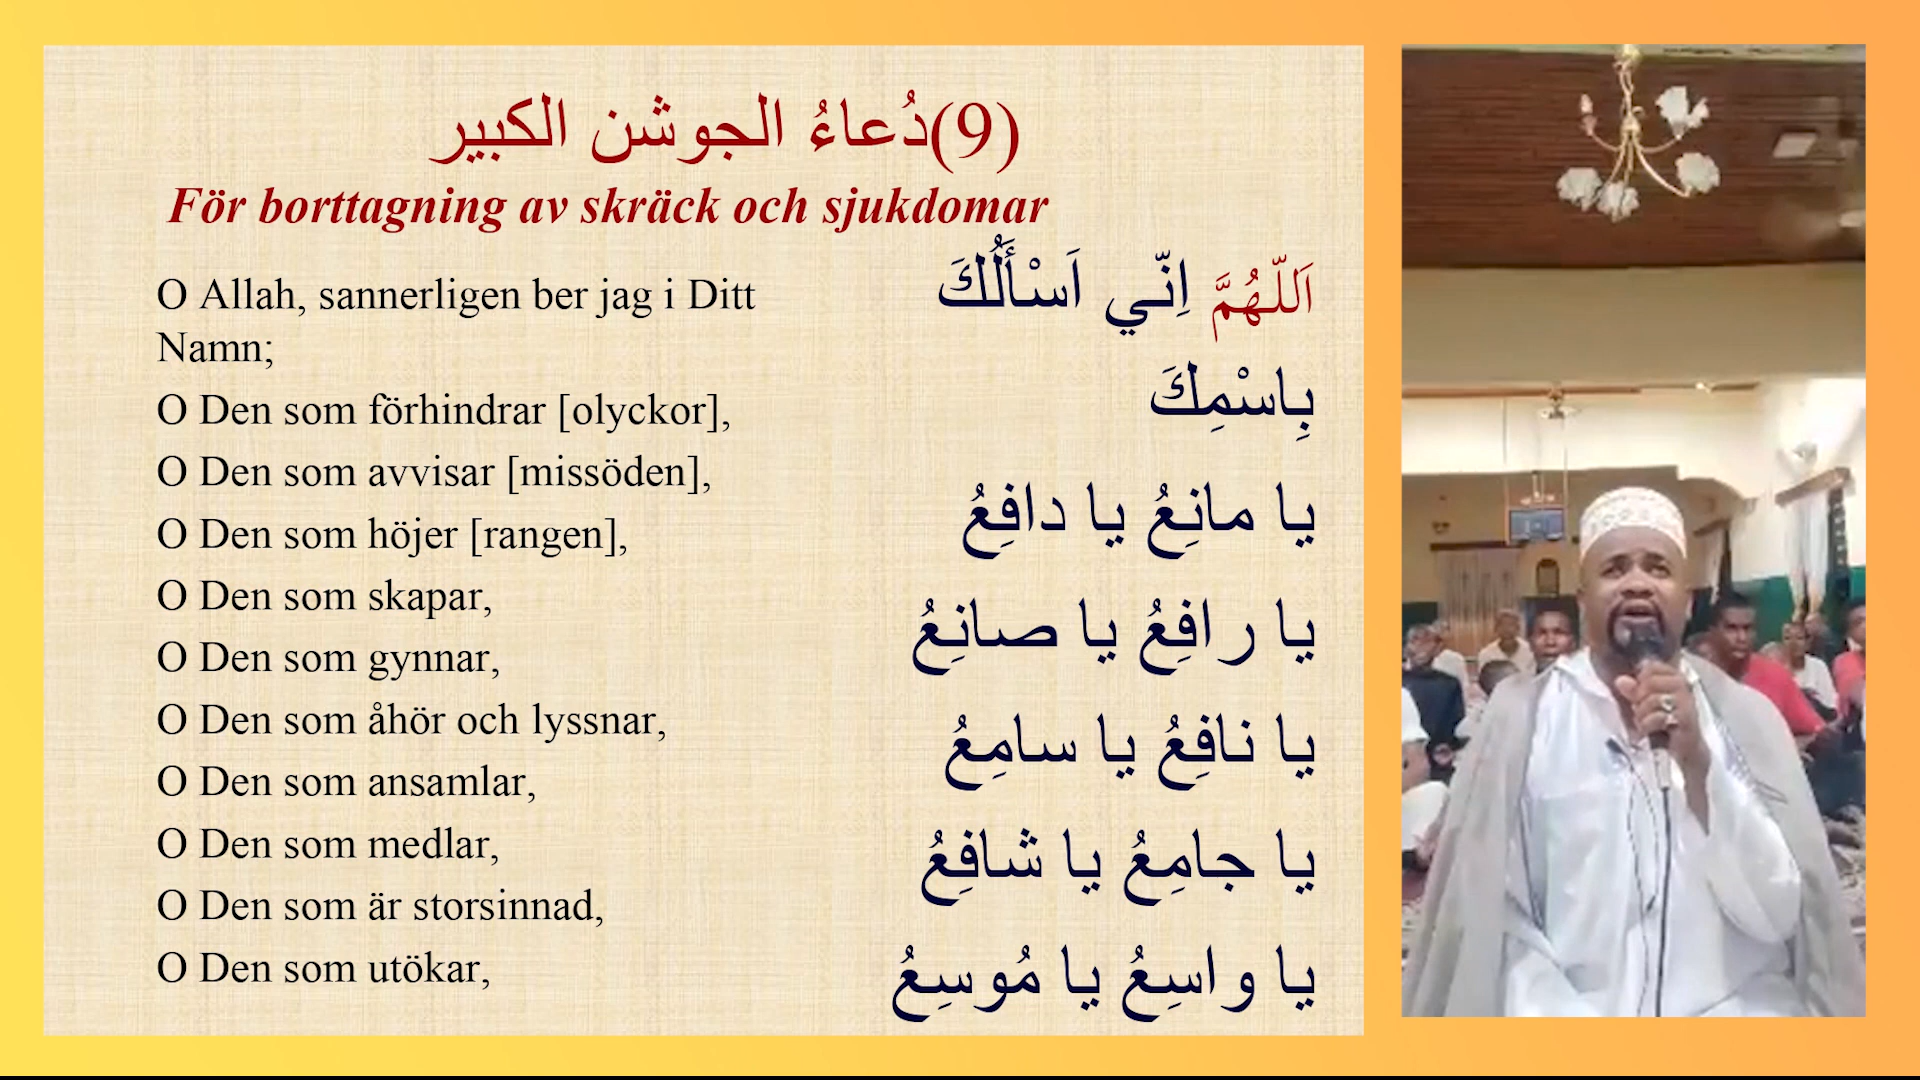 (9)دُعاءُ الجوشن الكبير
För borttagning av skräck och sjukdomar
O Allah, sannerligen ber jag i Ditt
Namn;
O Den som förhindrar [olyckor],
O Den som avvisar [missöden],
O Den som höjer [rangen],
O Den som skapar,
O Den som gynnar,
O Den som åhör och lyssnar,
O Den som ansamlar,
O Den som medlar,
O Den som är storsinnad,
O Den som utökar,
اَللّهُمَّ اِنّي اَسْأَلُكَ
بِاسْمِكَ
يا مانِعُ يا دافِعُ
يا رافِعُ يا صانِعُ
يا نافِعُ يا سامِعُ
يا جامِعُ يا شافِعُ
يا واسِعُ يا مُوسِعُ